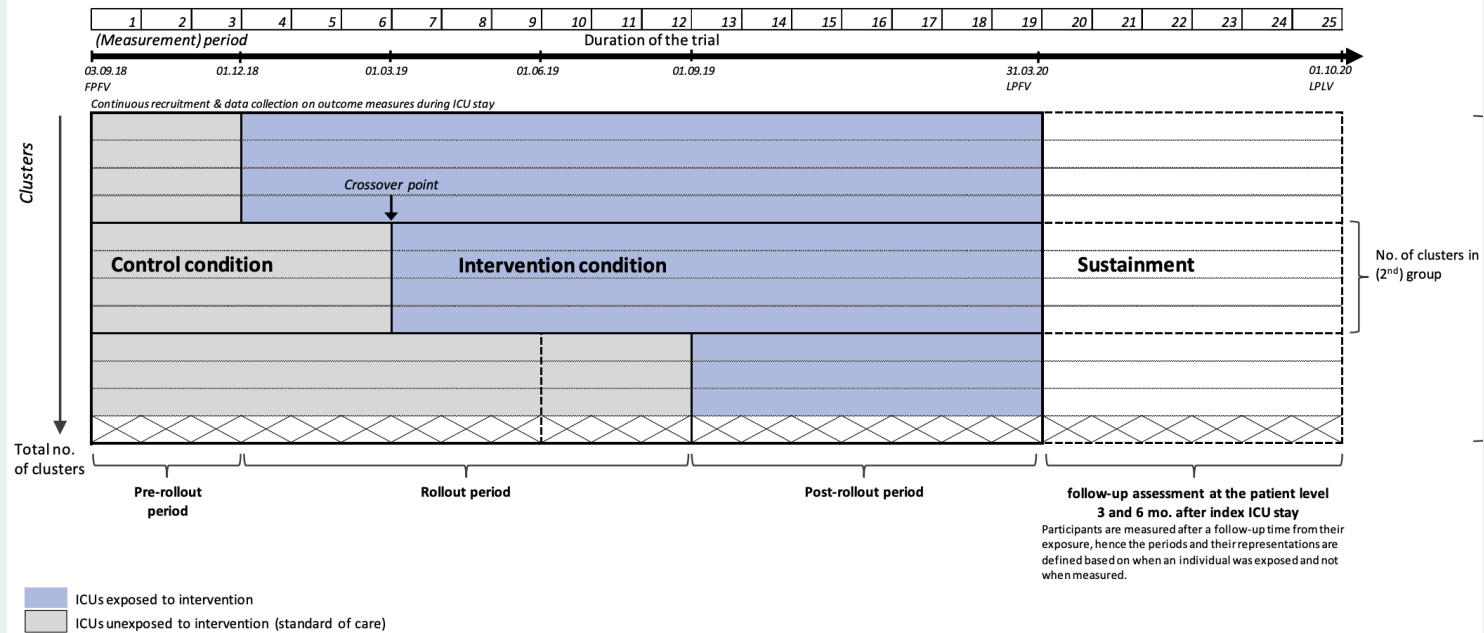 1 2 3 4 5 6 7 8 9 10 11 12 13 14 15 16 17 18 19 20 21 22 23 24 25
(Measurement) period Duration of the trial
03.09.18 01.12.18 01.03.19 01.06.19 01.09.19 31.03.20 01.10.20
FPFV LPFV LPLV
Continuous recruitment & data collection on outcome measures during ICU stay
Clusters
Crossover point
Control condition Intervention condition Sustainment
No. of clusters in
(2nd) group
Total no.
of clusters
Pre-rollout
period
Rollout period
Post-rollout period
follow-up assessment at the patient level
3 and 6 mo. after index ICU stay
Participants are measured after a follow-up time from their
exposure, hence the periods and their representations are
defined based on when an individual was exposed and not
when measured.
ICUs exposed to intervention
ICUs unexposed to intervention (standard of care)